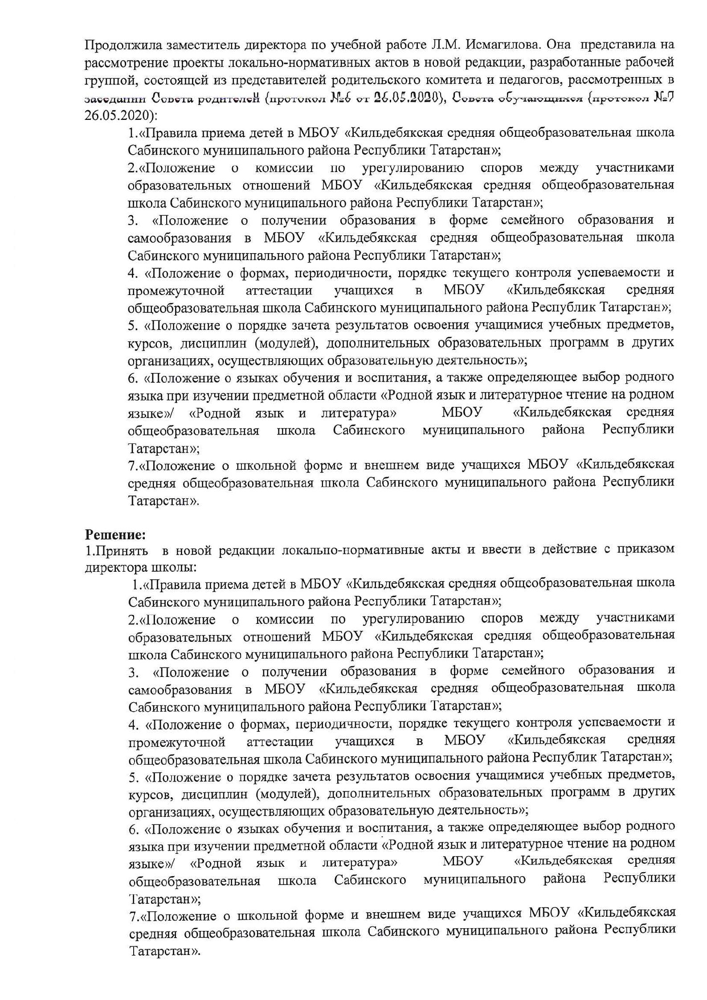 Продолжила заместитель директора по учебной работе Л.М. Исмагилова. Она представила на
рассмотрение проекты локально-нормативных актов в новой редакции, разработанные рабочей
группой, состоящей из представителей родительского комитета и педагогов, рассмотренных в
заседании Совета родителей (протокол №6 от 26.05.2020), Совета обучающихся (протокол №7
26.05.2020):
1.«Правила приема детей в МБОУ «Кильдебякская средняя общеобразовательная школа
Сабинского муниципального района Республики Татарстан»;
2.«Положение о комиссии по урегулированию споров между участниками
образовательных отношений МБОУ «Кильдебякская средняя общеобразовательная
школа Сабинского муниципального района Республики Татарстан»;
3. «Положение о получении образования в форме семейного образования и
самообразования в МБОУ «Кильдебякская средняя общеобразовательная школа
Сабинского муниципального района Республики Татарстан»;
4. «Положение о формах, периодичности, порядке текущего контроля успеваемости и
промежуточной аттестации учащихся в МБОУ «Кильдебякская средняя
общеобразовательная школа Сабинского муниципального района Республик Татарстан»;
5. «Положение о порядке зачета результатов освоения учащимися учебных предметов,
курсов, дисциплин (модулей), дополнительных образовательных программ в других
организациях, осуществляющих образовательную деятельность»;
6. «Положение о языках обучения и воспитания, а также определяющее выбор родного
языка при изучении предметной области «Родной язык и литературное чтение на родном
языке»/ «Родной язык и литература» МБОУ «Кильдебякская средняя
общеобразовательная школа Сабинского муниципального района Республики
Татарстан»;
7.«Положение о школьной форме и внешнем виде учащихся МБОУ «Кильдебякская
средняя общеобразовательная школа Сабинского муниципального района Республики
Татарстан».
Решение:
1.Принять в новой редакции локально-нормативные акты и ввести в действие с приказом
директора школы:
1.«Правила приема детей в МБОУ «Кильдебякская средняя общеобразовательная школа
Сабинского муниципального района Республики Татарстан»;
2.«Положение о комиссии по урегулированию споров между участниками
образовательных отношений МБОУ «Кильдебякская средняя общеобразовательная
школа Сабинского муниципального района Республики Татарстан»;
3. «Положение о получении образования в форме семейного образования и
самообразования в МБОУ «Кильдебякская средняя общеобразовательная школа
Сабинского муниципального района Республики Татарстан»;
4. «Положение о формах, периодичности, порядке текущего контроля успеваемости и
промежуточной аттестации учащихся в МБОУ «Кильдебякская средняя
общеобразовательная школа Сабинского муниципального района Республик Татарстан»;
5. «Положение о порядке зачета результатов освоения учащимися учебных предметов,
курсов, дисциплин (модулей), дополнительных образовательных программ в других
организациях, осуществляющих образовательную деятельность»;
6. «Положение о языках обучения и воспитания, а также определяющее выбор родного
языка при изучении предметной области «Родной язык и литературное чтение на родном
языке»/ «Родной язык и литература» МБОУ «Кильдебякская средняя
общеобразовательная школа Сабинского муниципального района Республики
Татарстан»;
7.«Положение о школьной форме и внешнем виде учащихся МБОУ «Кильдебякская
средняя общеобразовательная школа Сабинского муниципального района Республики
Татарстан».